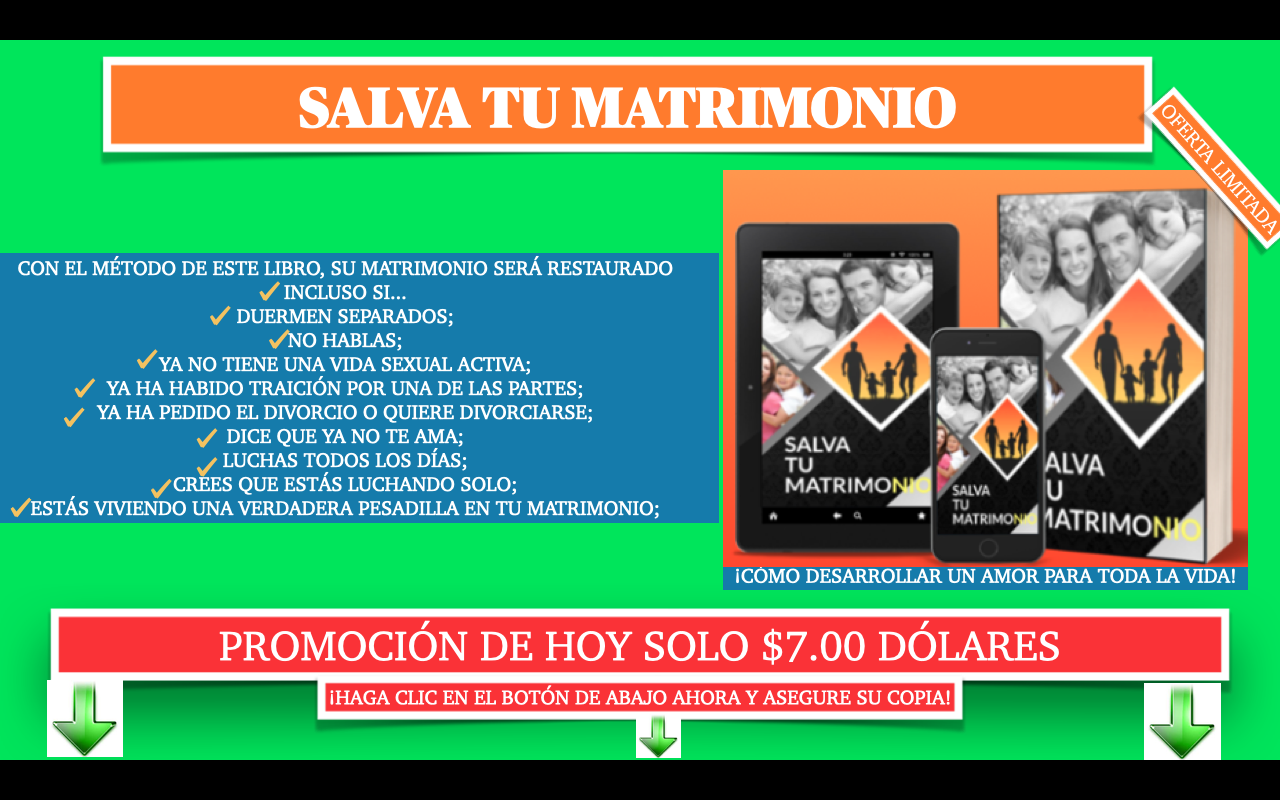 SALVA TU MATRIMONIO
OFERTA LIMITADA
CON EL MÉTODO DE ESTE LIBRO, SU MATRIMONIO SERÁ RESTAURADO
INCLUSO SI...
DUERMEN SEPARADOS;
NO HABLAS;
YA NO TIENE UNA VIDA SEXUAL ACTIVA;
YA HA HABIDO TRAICIÓN POR UNA DE LAS PARTES;
YA HA PEDIDO EL DIVORCIO O QUIERE DIVORCIARSE;
DICE QUE YA NO TE AMA;
LUCHAS TODOS LOS DÍAS;
CREES QUE ESTÁS LUCHANDO SOLO;
ESTÁS VIVIENDO UNA VERDADERA PESADILLA EN TU MATRIMONIO;
SALVA
TU
MATRIMONIO
SALVA
TU
MATRIMONIO
ALVA
U
MATRIMONIO
¡CÓMO DESARROLLAR UN AMOR PARA TODA LA VIDA!
PROMOCIÓN DE HOY SOLO $7.00 DÓLARES
¡HAGA CLIC EN EL BOTÓN DE ABAJO AHORA Y ASEGURE SU COPIA!